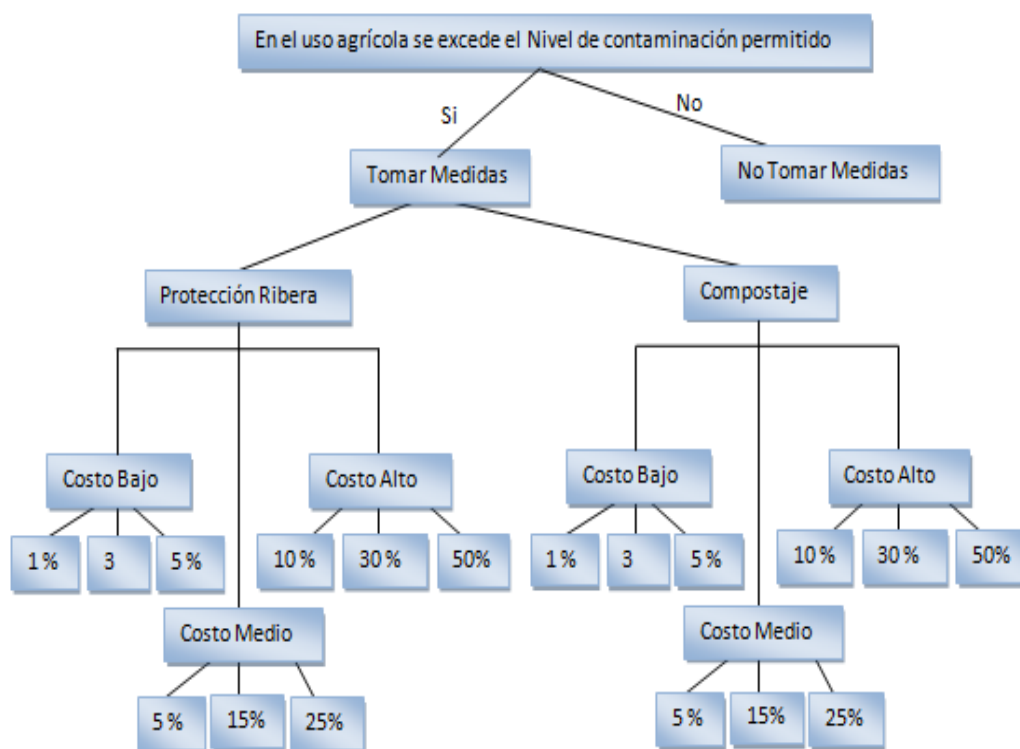 En el uso agrícola se excede el Nivel de contaminación permitido
Si
No
Tomar Medidas
No Tomar Medidas
Protección Ribera
Compostaje
Costo Bajo
Costo Alto
Costo Bajo
Costo Alto
1 %
3
5 %
10 %
30 %
50%
1 %
3
5 %
10 %
30 %
50%
Costo Medio
Costo Medio
5 %
15%
25%
5 %
15%
25%